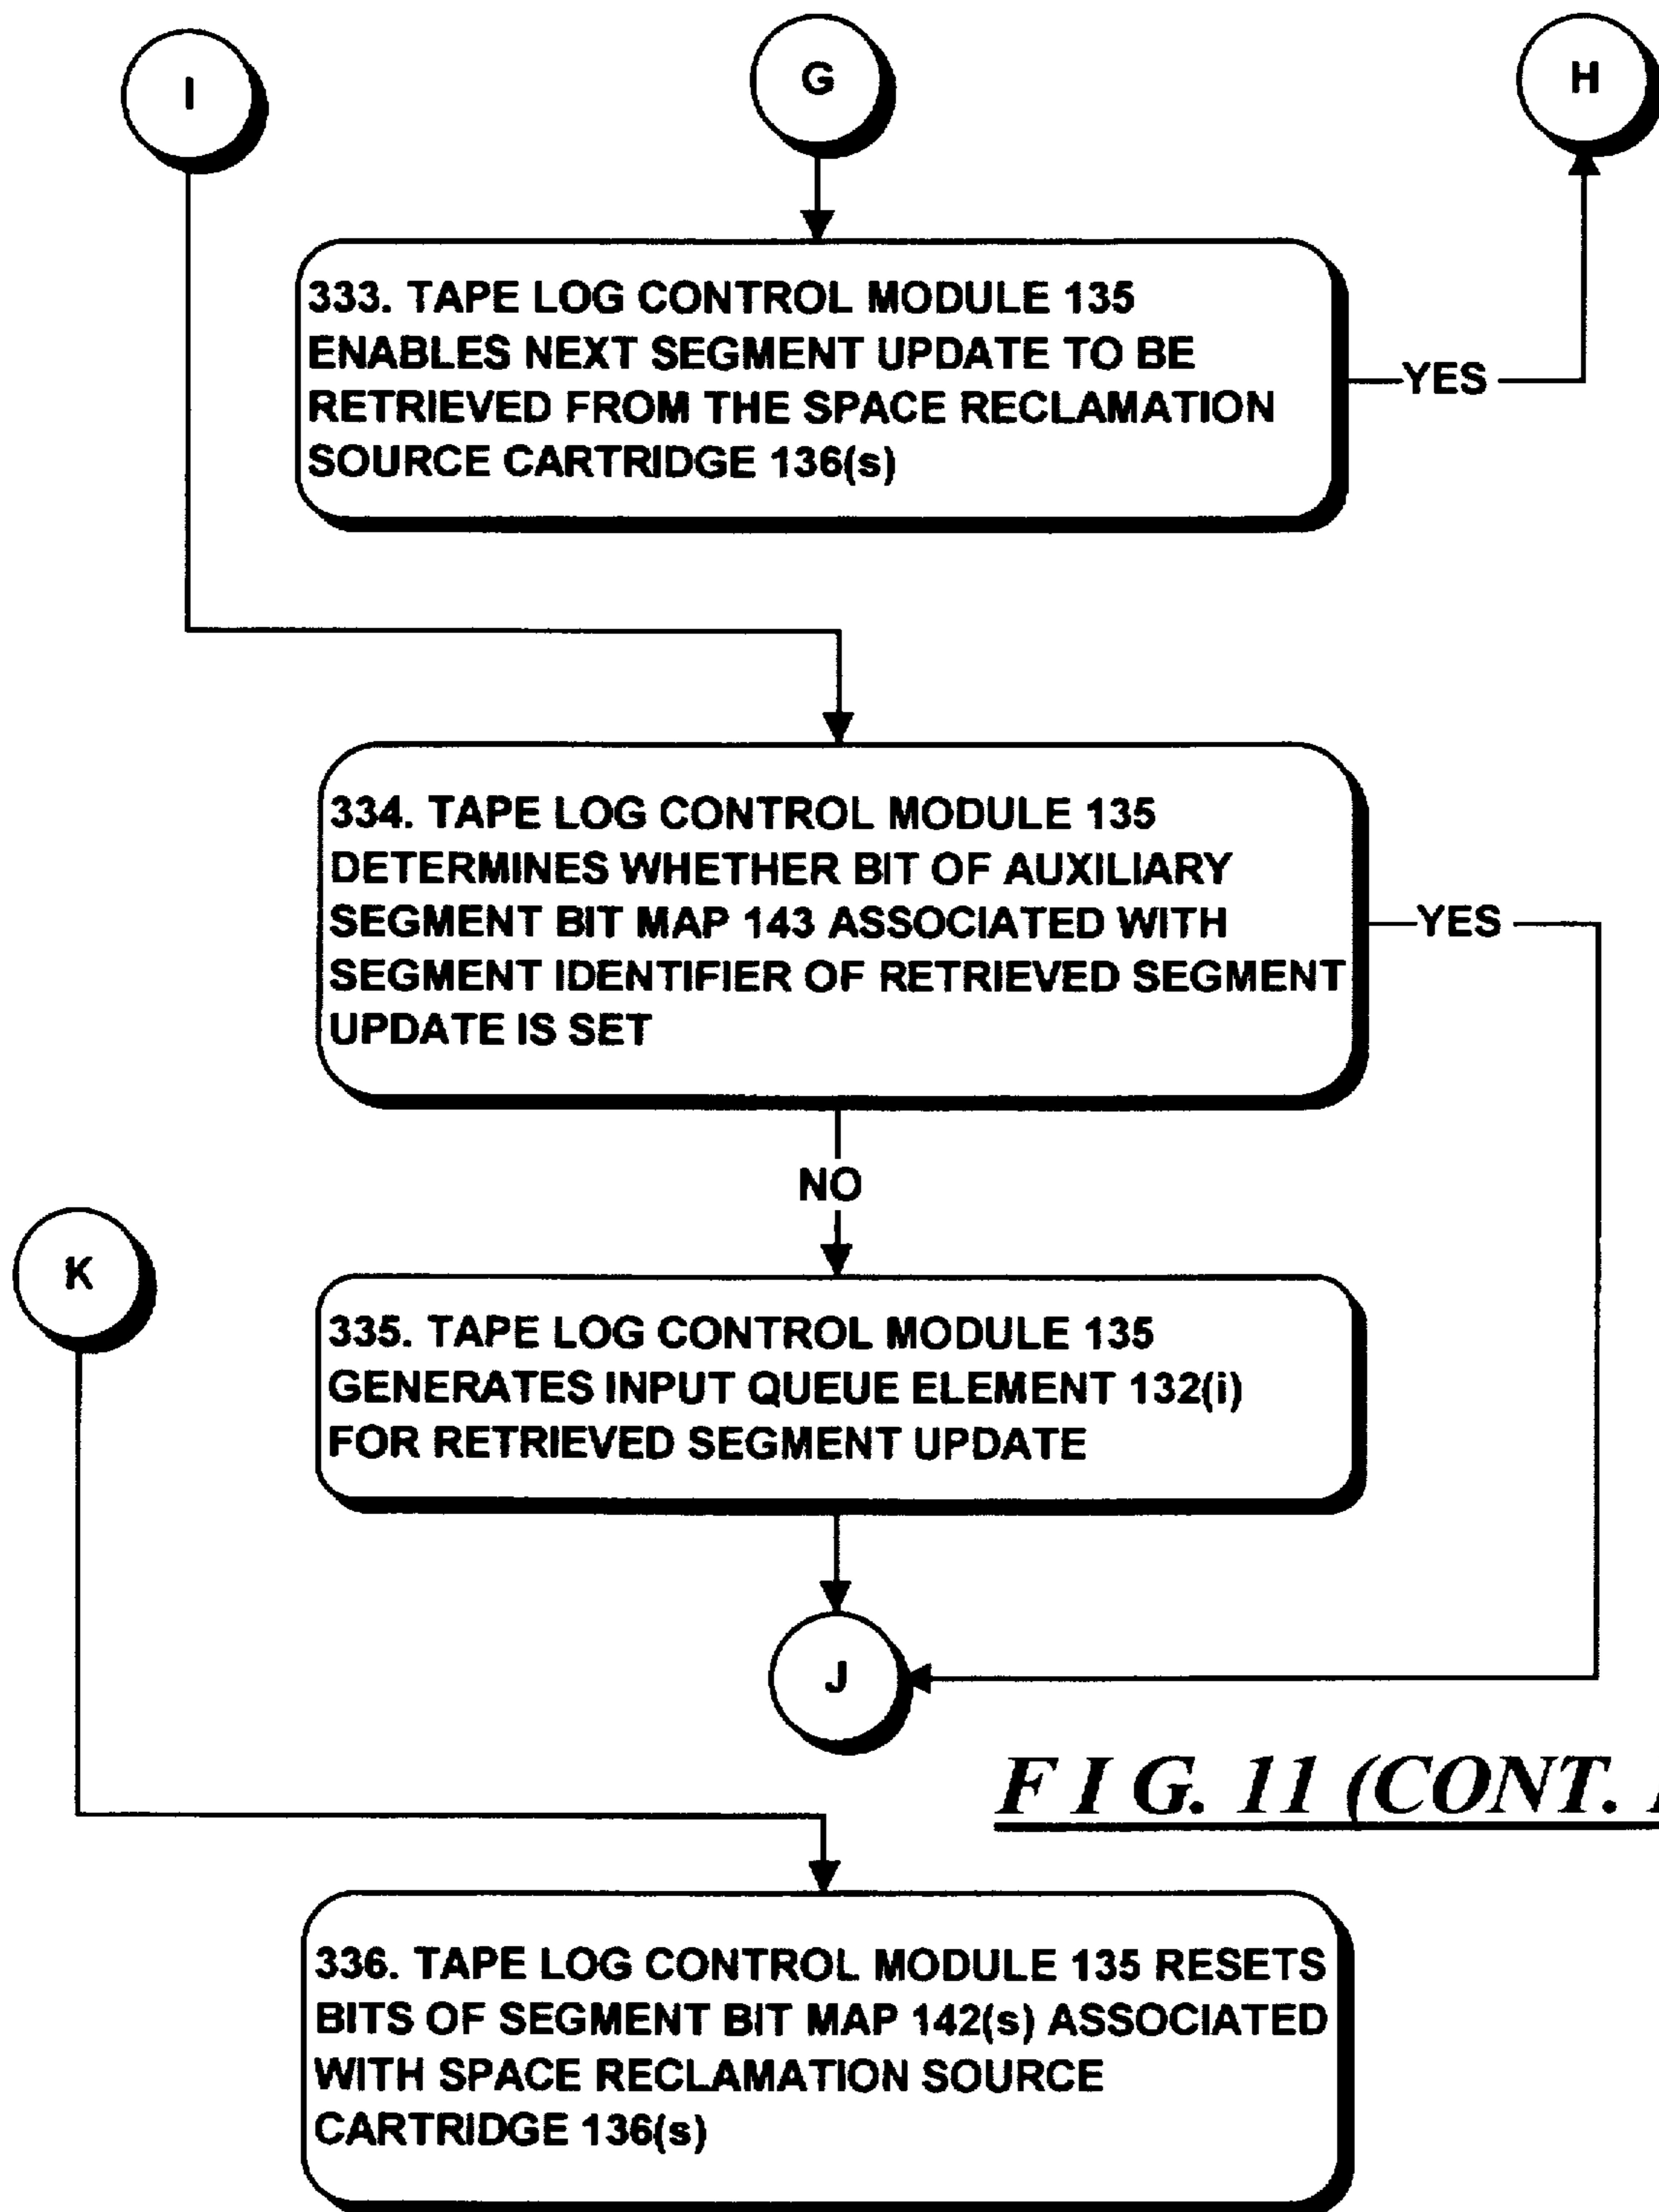 I
G
H
333. TAPE LOG CONTROL MODULE 135
ENABLES NEXT SEGMENT UPDATE TO BE
RETRIEVED FROM THE SPACE RECLAMATION
SOURCE CARTRIDGE 136(s)
YES
334. TAPE LOG CONTROL MODULE 135
DETERMINES WHETHER BIT OF AUXILIARY
SEGMENT BIT MAP 143 ASSOCIATED WITH
SEGMENT IDENTIFIER OF RETRIEVED SEGMENT
UPDATE IS SET
YES
NO
K
335. TAPE LOG CONTROL MODULE 135
GENERATES INPUT QUEUE ELEMENT 132(i)
FOR RETRIEVED SEGMENT UPDATE
J
F I G. 11 (CONT.
336. TAPE LOG CONTROL MODULE 135 RESETS
BITS OF SEGMENT BIT MAP 142(s) ASSOCIATED
WITH SPACE RECLAMATION SOURCE
CARTRIDGE 136(s)